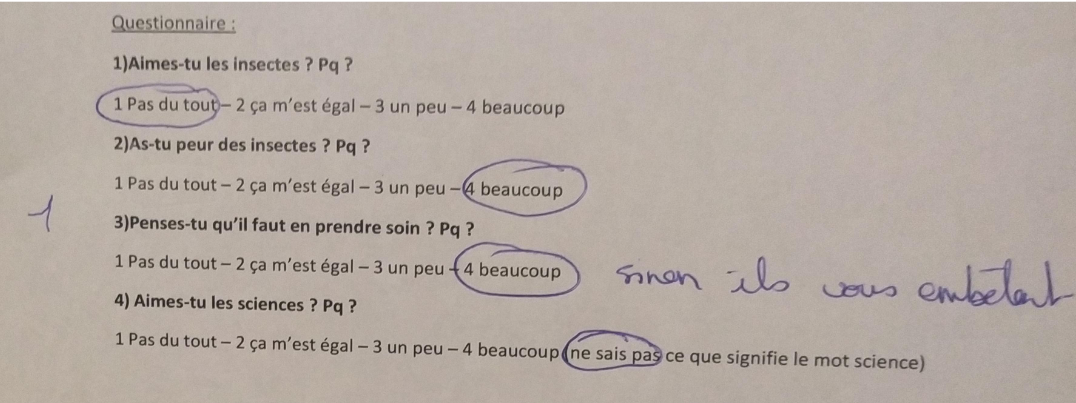 Questionnaire :
1)Aimes-tu les insectes ? Pq ?
1 Pas du tout – 2 ça m'est égal – 3 un peu – 4 beaucoup
2)As-tu peur des insectes ? Pq ?
1 Pas du tout – 2 ça m'est égal – 3 un peu – 4 beaucoup
1
3)Penses-tu qu'il faut en prendre soin ? Pq ?
1 Pas du tout – 2 ça m'est égal – 3 un peu – 4 beaucoup sinon ils vous embêtent
4) Aimes-tu les sciences ? Pq ?
1 Pas du tout – 2 ça m'est égal – 3 un peu – 4 beaucoup (ne sais pas ce que signifie le mot science)